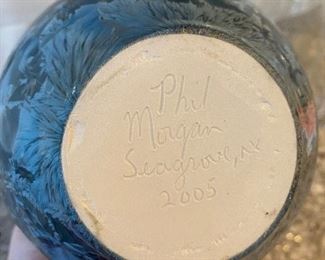 Phil
Morgan
Seagrove, NC
2005